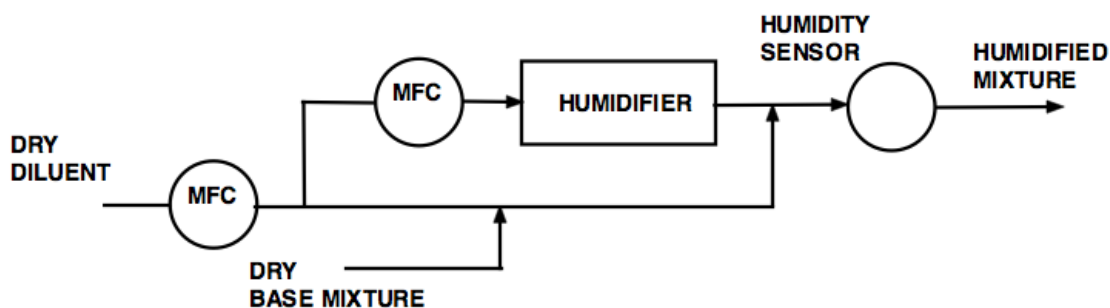 HUMIDITY
SENSOR
HUMIDIFIED
MIXTURE
MFC
HUMIDIFIER
DRY
DILUENT
MFC
DRY
BASE MIXTURE